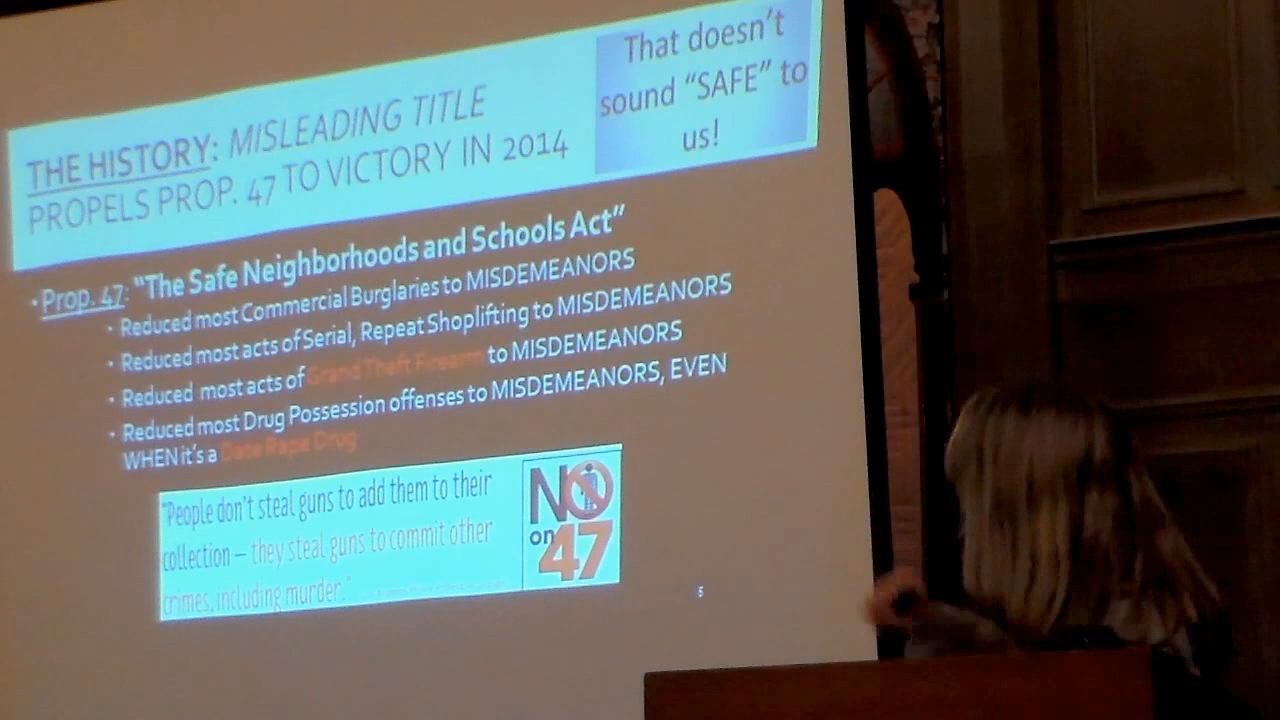 THE HISTORY: MISLEADING TITLE
PROPELS PROP. 47 TO VICTORY IN 2014
That doesn't
sound “SAFE” to
us!
•Prop. 47: “The Safe Neighborhoods and Schools Act”
• Reduced most Commercial Burglaries to MISDEMEANORS
• Reduced most acts of Serial, Repeat Shoplifting to MISDEMEANORS
• Reduced most acts of Grand Theft Firearm to MISDEMEANORS
• Reduced most Drug Possession offenses to MISDEMEANORS, EVEN
WHEN it's a Date Rape Drug
"People don't steal guns to add them to their
collection – they steal guns to commit other
crimes, including murder."
NO
on
47
5